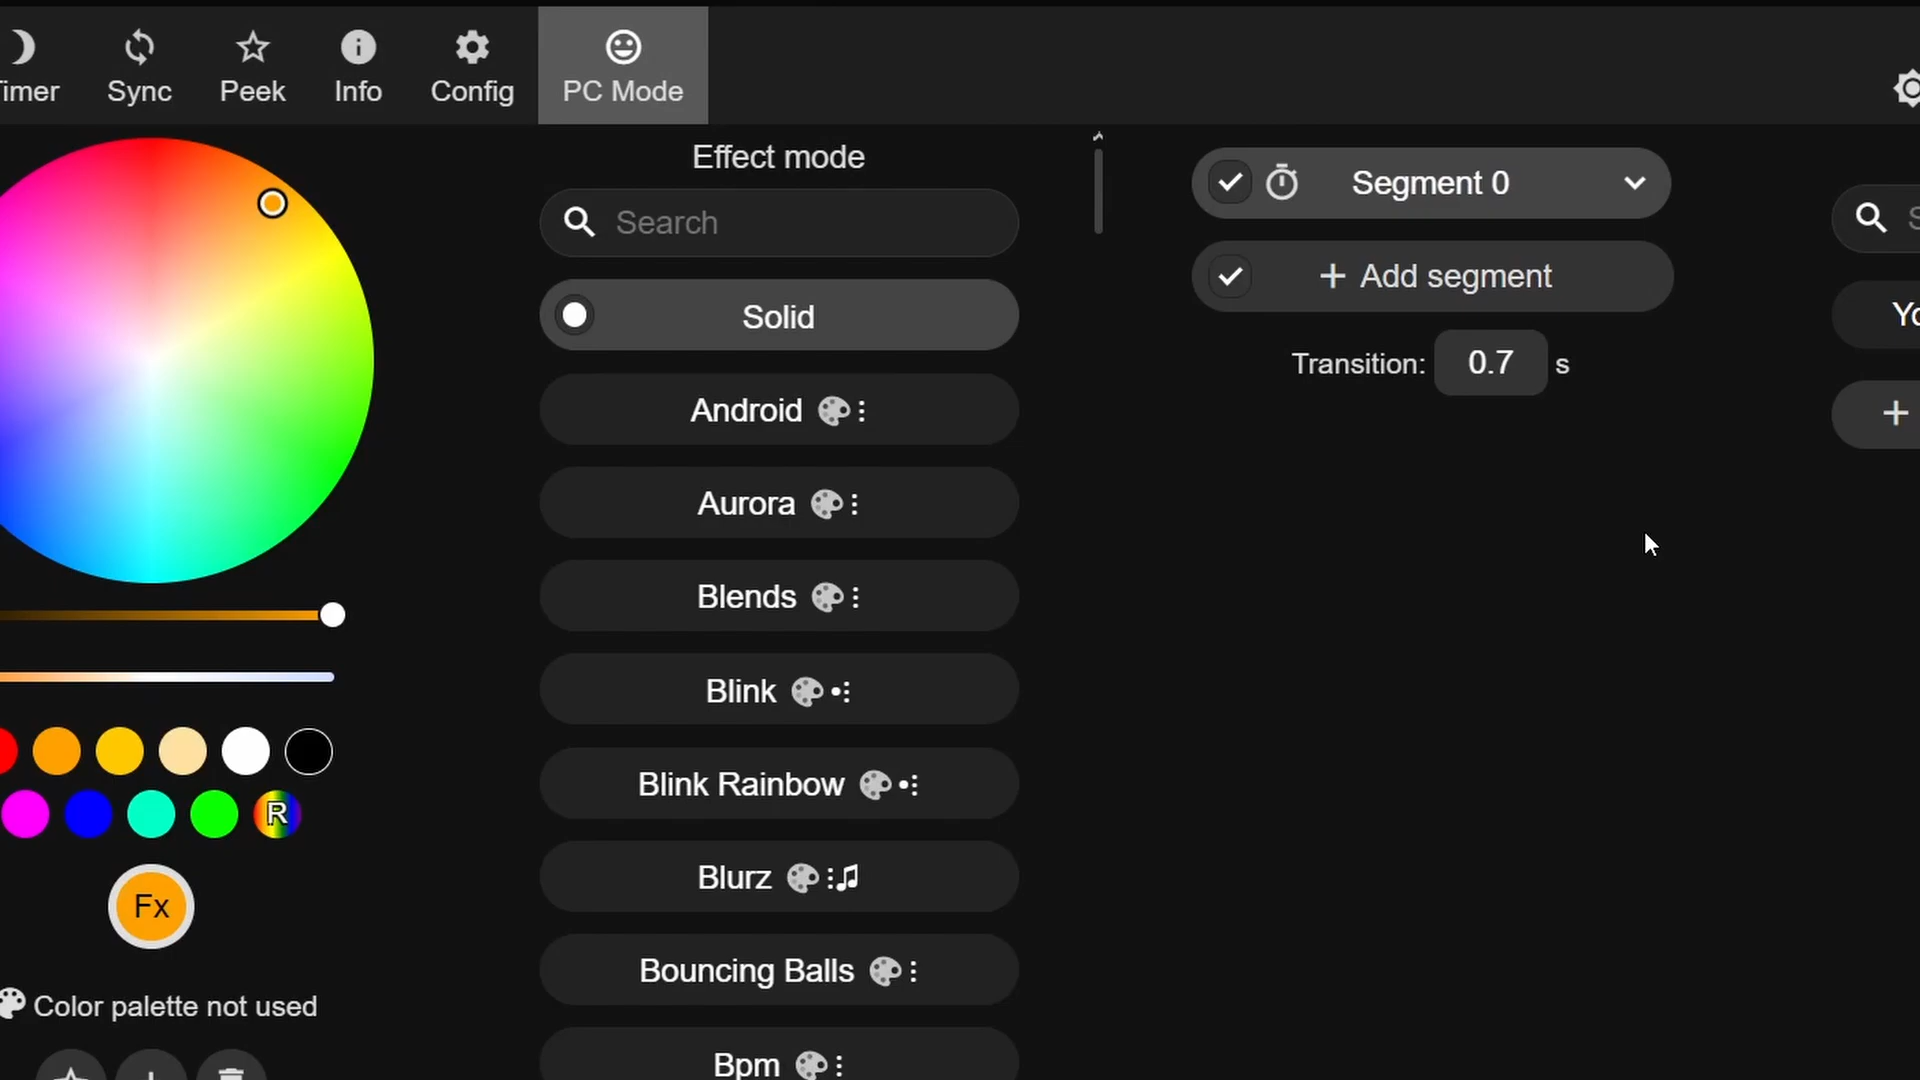 Timer
Sync
Peek
Info
Config
PC Mode
Effect mode
Search
Solid
Android
Aurora
Blends
Blink
Blink Rainbow
Blurz
Bouncing Balls
Bpm
R
Fx
Color palette not used
Segment 0
+ Add segment
Transition: 0.7 s
+